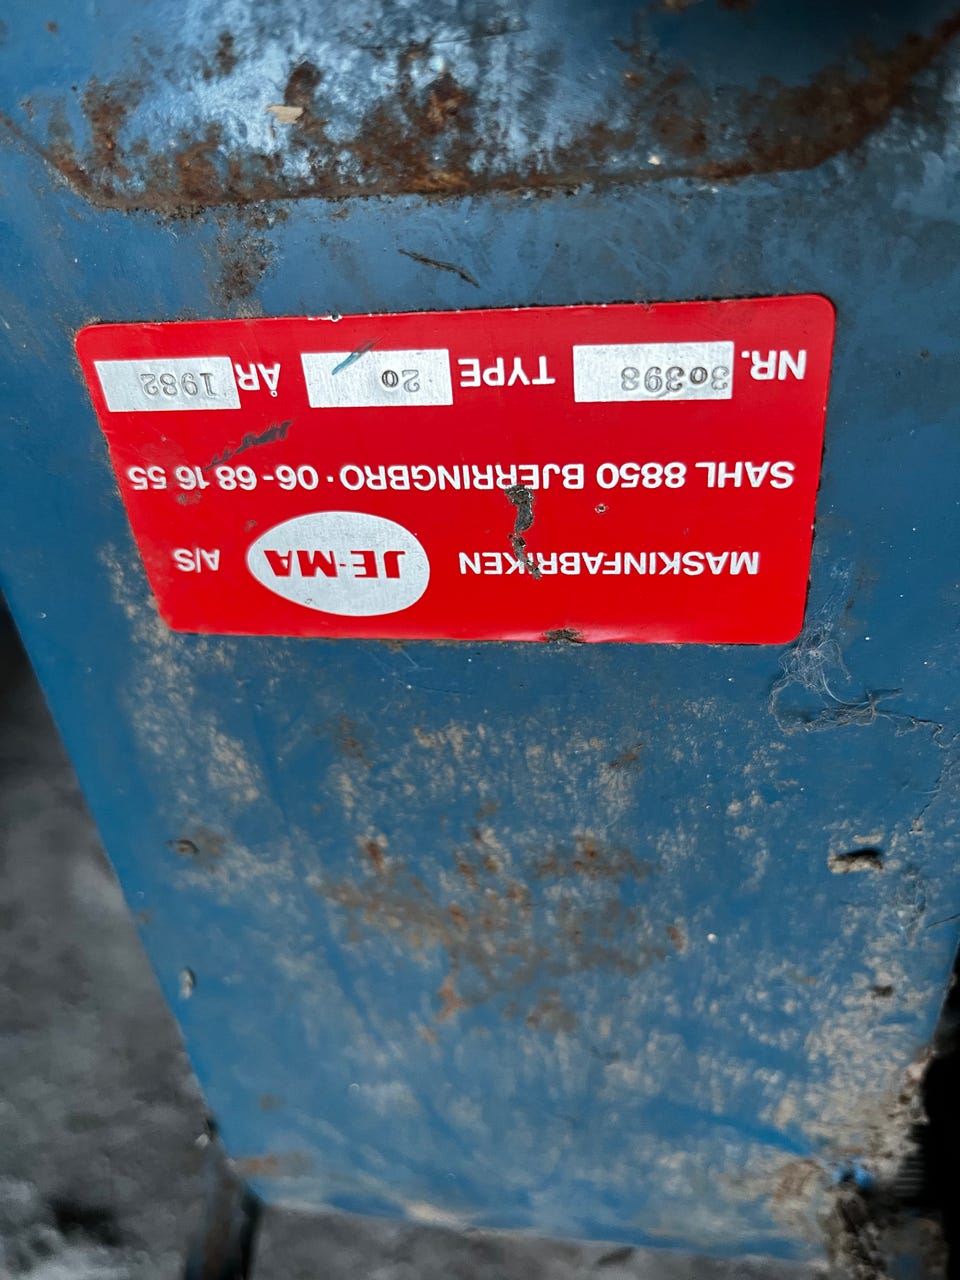 MASKINFABRIKEN JE-MA A/S
SAHL 8850 BJERRINGBRO · 06-68 16 55
NR. 30398 TYPE 20 ÅR 1982